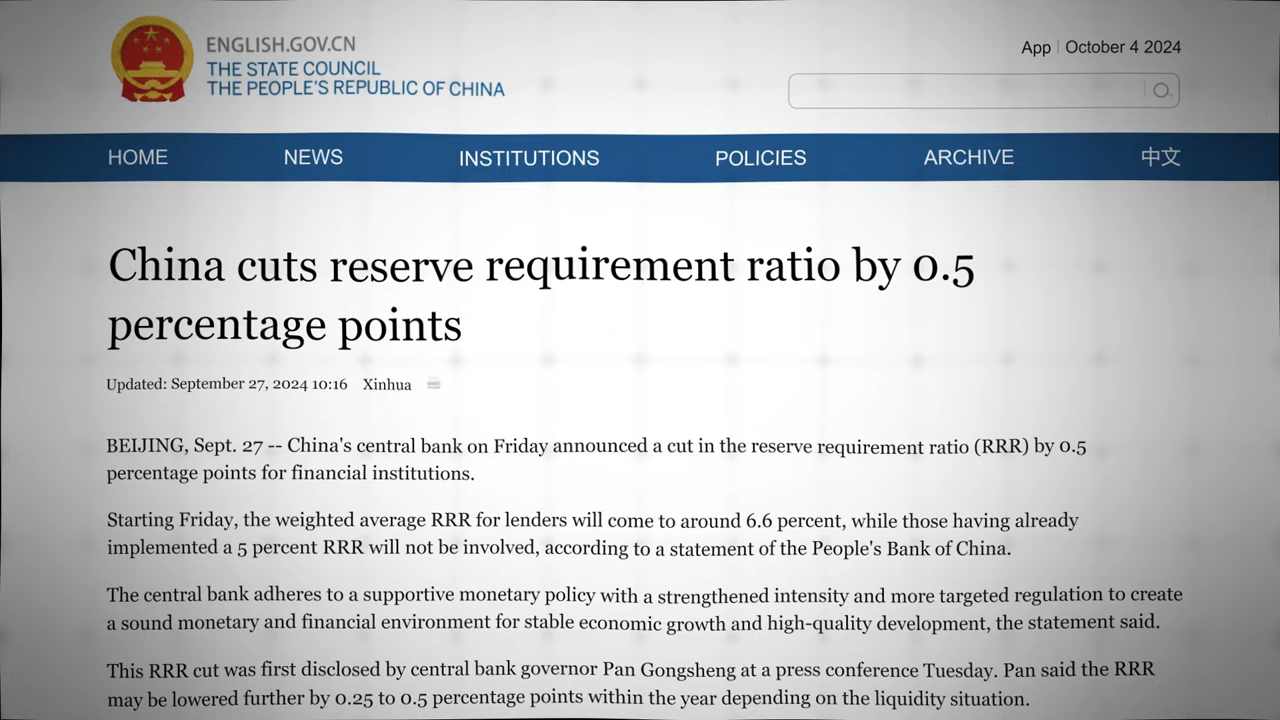 ENGLISH.GOV.CN
THE STATE COUNCIL
THE PEOPLE'S REPUBLIC OF CHINA
App | October 4 2024
HOME NEWS INSTITUTIONS POLICIES ARCHIVE 中文
China cuts reserve requirement ratio by 0.5
percentage points
Updated: September 27, 2024 10:16 Xinhua
BEIJING, Sept. 27 -- China's central bank on Friday announced a cut in the reserve requirement ratio (RRR) by 0.5
percentage points for financial institutions.
Starting Friday, the weighted average RRR for lenders will come to around 6.6 percent, while those having already
implemented a 5 percent RRR will not be involved, according to a statement of the People's Bank of China.
The central bank adheres to a supportive monetary policy with a strengthened intensity and more targeted regulation to create
a sound monetary and financial environment for stable economic growth and high-quality development, the statement said.
This RRR cut was first disclosed by central bank governor Pan Gongsheng at a press conference Tuesday. Pan said the RRR
may be lowered further by 0.25 to 0.5 percentage points within the year depending on the liquidity situation.